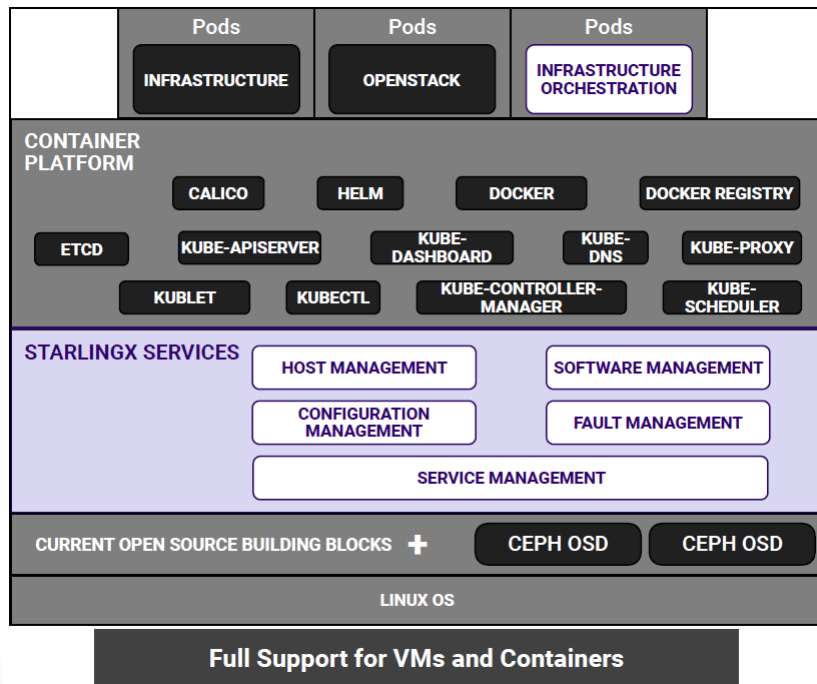 Pods
Pods
Pods
INFRASTRUCTURE
OPENSTACK
INFRASTRUCTURE
ORCHESTRATION
CONTAINER
PLATFORM
CALICO
HELM
DOCKER
DOCKER REGISTRY
ETCD
KUBE-APISERVER
KUBE-
DASHBOARD
KUBE-
DNS
KUBE-PROXY
KUBLET
KUBECTL
KUBE-CONTROLLER-
MANAGER
KUBE-
SCHEDULER
STARLINGX SERVICES
HOST MANAGEMENT
SOFTWARE MANAGEMENT
CONFIGURATION
MANAGEMENT
FAULT MANAGEMENT
SERVICE MANAGEMENT
CURRENT OPEN SOURCE BUILDING BLOCKS +
CEPH OSD
CEPH OSD
LINUX OS
Full Support for VMs and Containers